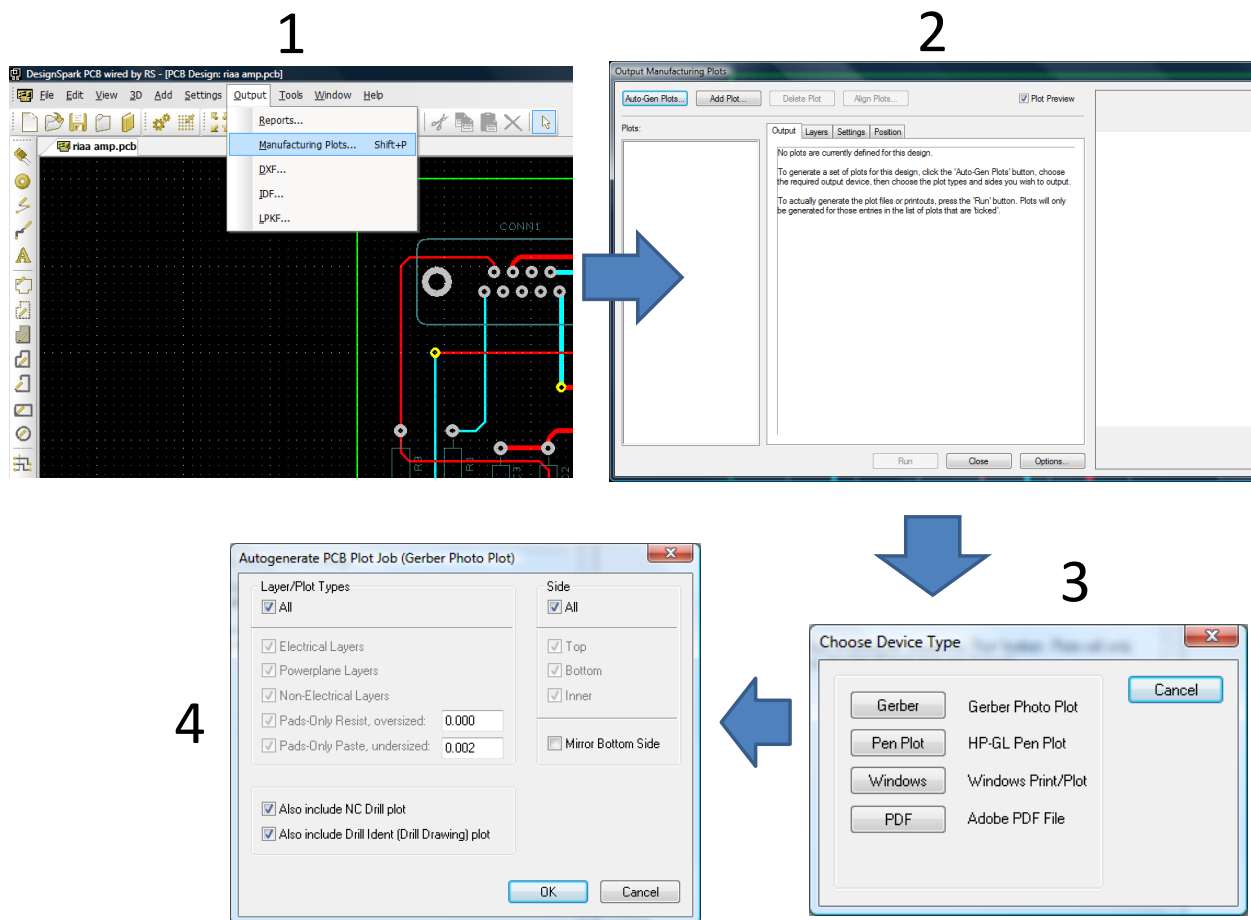 1
DesignSpark PCB wired by RS - [PCB Design: riaa amp.pcb]
File Edit View 3D Add Settings Output Tools Window Help
Reports...
Manufacturing Plots... Shift+P
DXF...
IDF...
LPKF...
riaa amp.pcb
CONN1
R3
R1
C3
C2
2
Output Manufacturing Plots
Auto-Gen Plots... Add Plot... Delete Plot Align Plots... Plot Preview
Plots:
Output Layers Settings Position
No plots are currently defined for this design.
To generate a set of plots for this design, click the 'Auto-Gen Plots' button, choose
the required output device, then choose the plot types and sides you wish to output.
To actually generate the plot files or printouts, press the 'Run' button. Plots will only
be generated for those entries in the list of plots that are 'ticked'.
Run Close Options...
3
Choose Device Type
Cancel
Gerber Gerber Photo Plot
Pen Plot HP-GL Pen Plot
Windows Windows Print/Plot
PDF Adobe PDF File
4
Autogenerate PCB Plot Job (Gerber Photo Plot)
Layer/Plot Types
All
Electrical Layers
Powerplane Layers
Non-Electrical Layers
Pads-Only Resist, oversized: 0.000
Pads-Only Paste, undersized: 0.002
Side
All
Top
Bottom
Inner
Mirror Bottom Side
Also include NC Drill plot
Also include Drill Ident (Drill Drawing) plot
OK Cancel